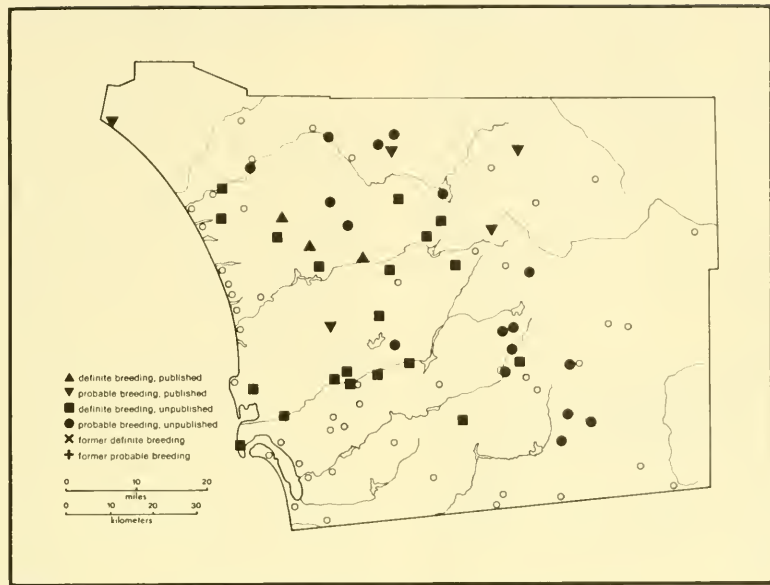 definite breeding, published
probable breeding, published
definite breeding, unpublished
probable breeding, unpublished
former definite breeding
former probable breeding
0 10 20
miles
0 10 20 30
kilometers